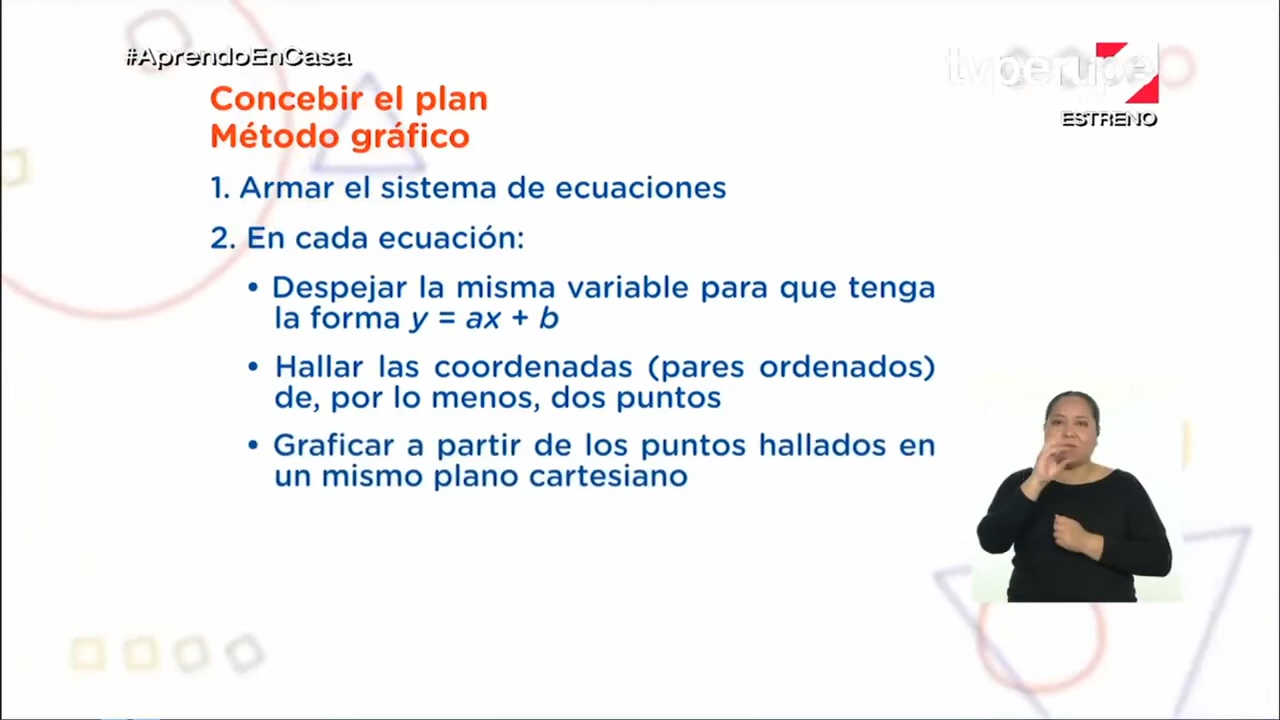 #AprendoEnCasa
tvperu.pe
ESTRENO
Concebir el plan
Método gráfico
1. Armar el sistema de ecuaciones
2. En cada ecuación:
• Despejar la misma variable para que tenga
la forma y = ax + b
• Hallar las coordenadas (pares ordenados)
de, por lo menos, dos puntos
• Graficar a partir de los puntos hallados en
un mismo plano cartesiano